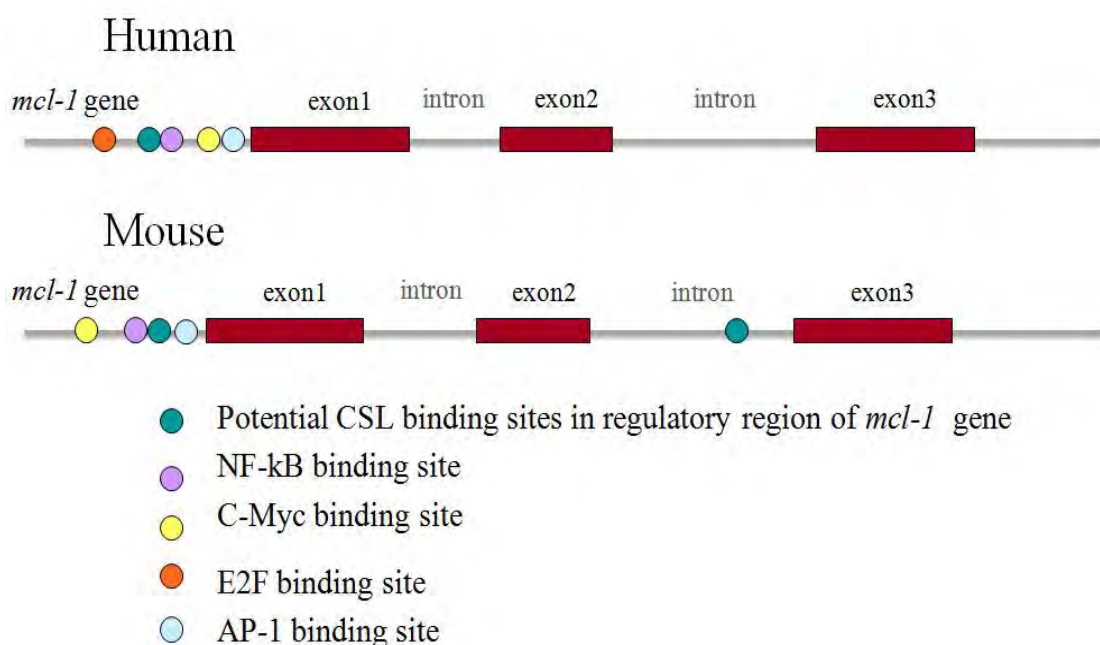 Human
mcl-1 gene
exon1 intron exon2 intron exon3
Mouse
mcl-1 gene
exon1 intron exon2 intron exon3
Potential CSL binding sites in regulatory region of mcl-1 gene
NF-kB binding site
C-Myc binding site
E2F binding site
AP-1 binding site